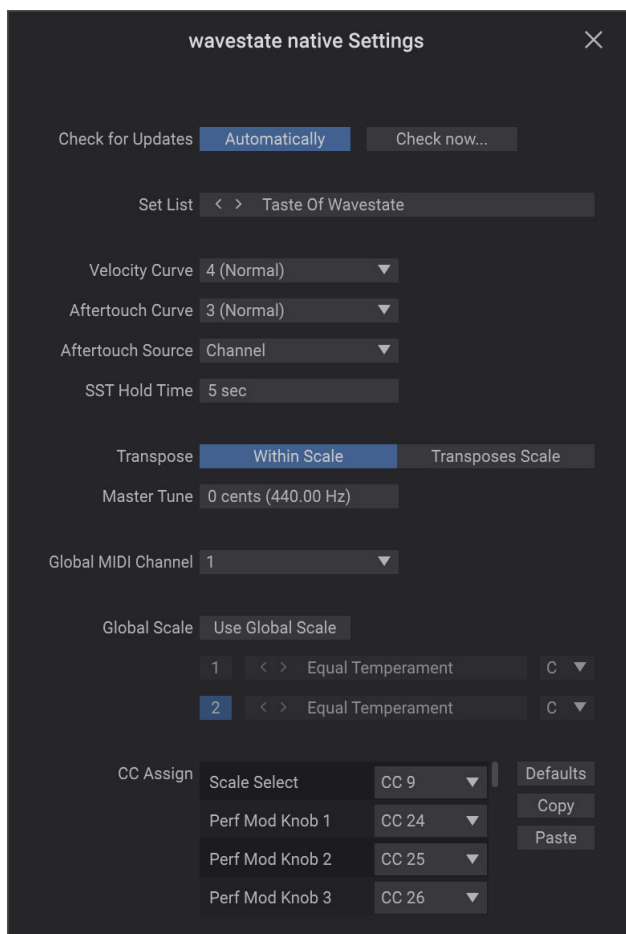 wavestate native Settings
Check for Updates Automatically Check now...
Set List < > Taste Of Wavestate
Velocity Curve 4 (Normal)
Aftertouch Curve 3 (Normal)
Aftertouch Source Channel
SST Hold Time 5 sec
Transpose Within Scale Transposes Scale
Master Tune 0 cents (440.00 Hz)
Global MIDI Channel 1
Global Scale Use Global Scale
1 < > Equal Temperament C
2 < > Equal Temperament C
CC Assign Scale Select CC 9 Defaults
Perf Mod Knob 1 CC 24 Copy
Perf Mod Knob 2 CC 25 Paste
Perf Mod Knob 3 CC 26